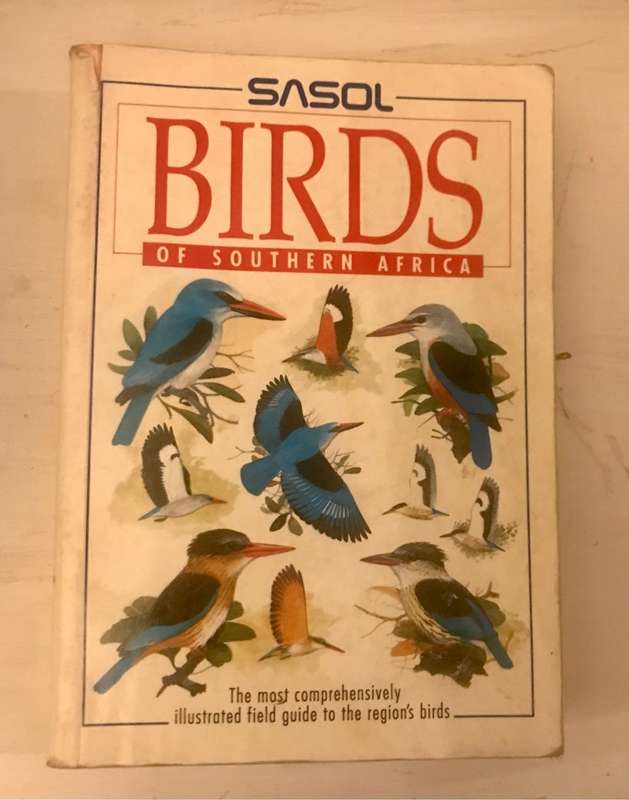 SASOL
BIRDS
OF SOUTHERN AFRICA
The most comprehensively
illustrated field guide to the region's birds